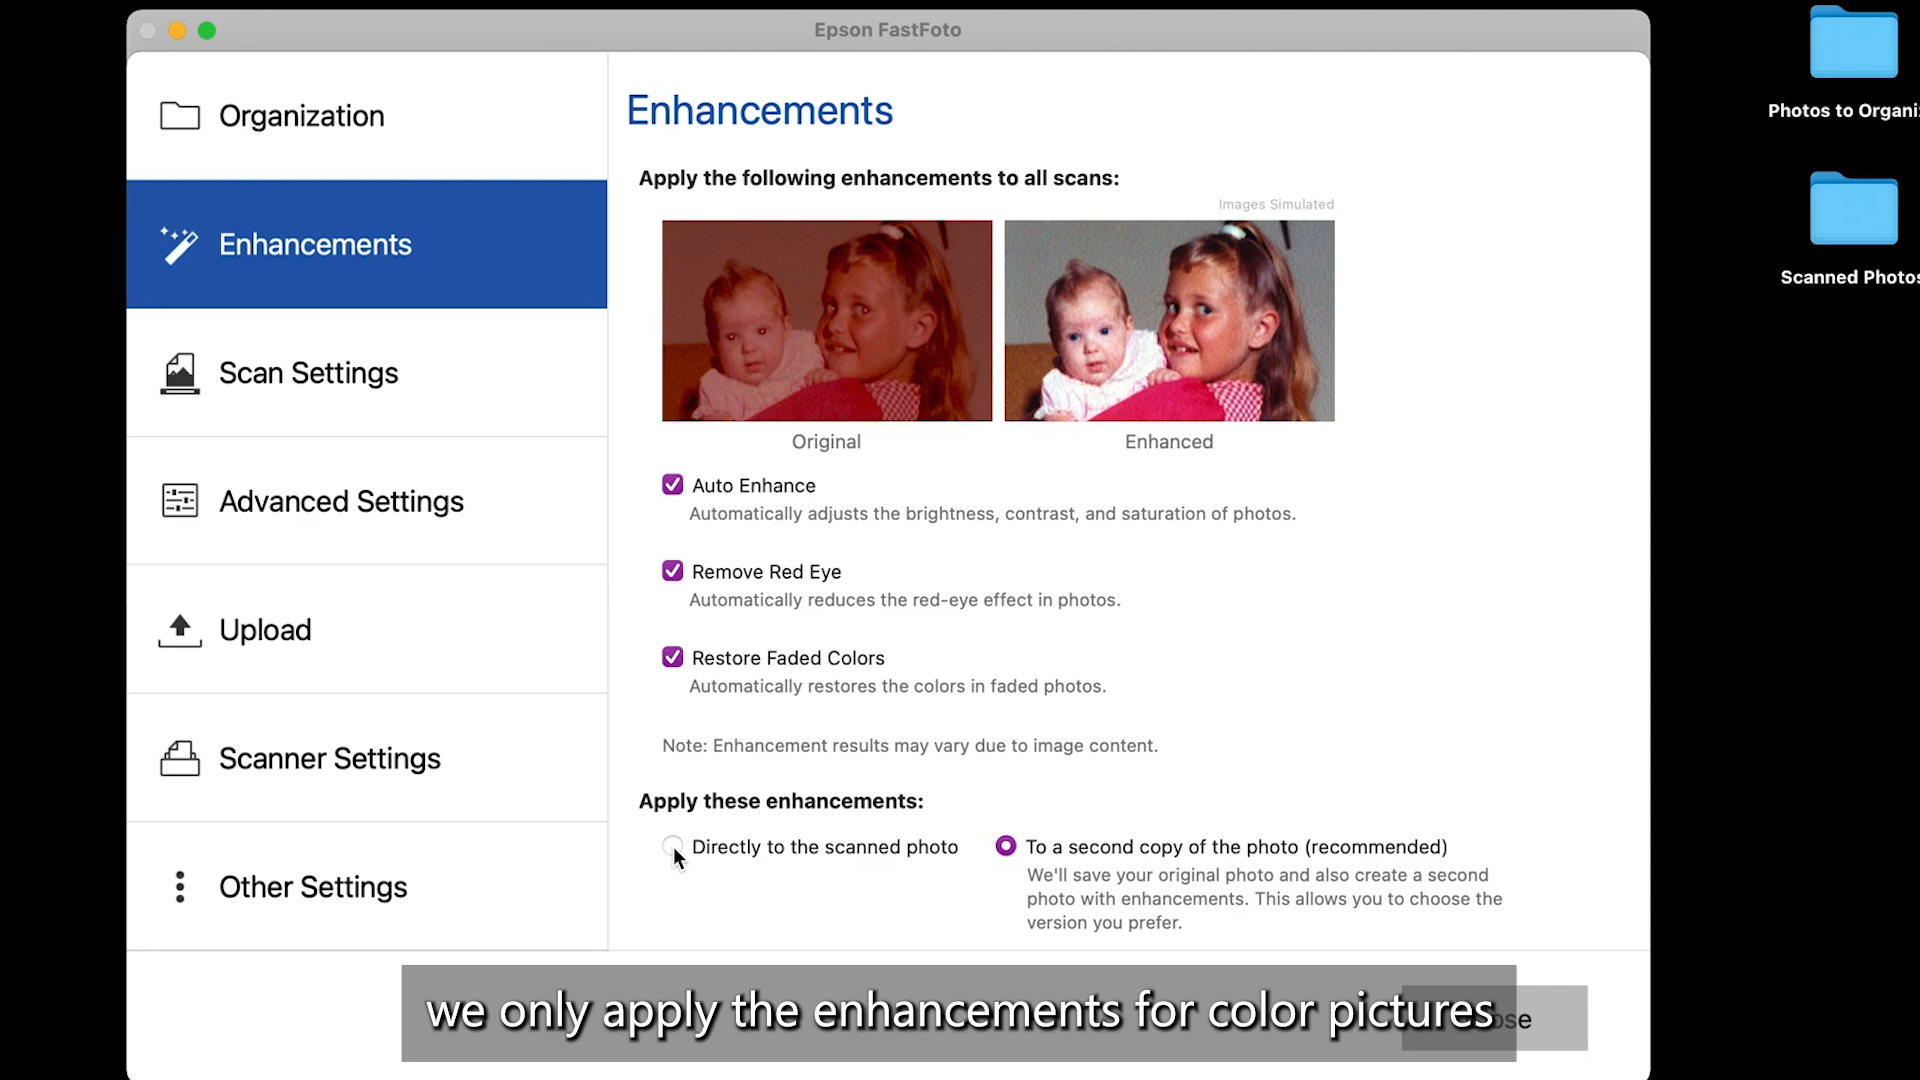 Epson FastFoto
Organization
Enhancements
Scan Settings
Advanced Settings
Upload
Scanner Settings
Other Settings
Enhancements
Apply the following enhancements to all scans:
Images Simulated
Original
Enhanced
Auto Enhance
Automatically adjusts the brightness, contrast, and saturation of photos.
Remove Red Eye
Automatically reduces the red-eye effect in photos.
Restore Faded Colors
Automatically restores the colors in faded photos.
Note: Enhancement results may vary due to image content.
Apply these enhancements:
Directly to the scanned photo
To a second copy of the photo (recommended)
We'll save your original photo and also create a second
photo with enhancements. This allows you to choose the
version you prefer.
we only apply the enhancements for color pictures
Photos to Organi
Scanned Photos